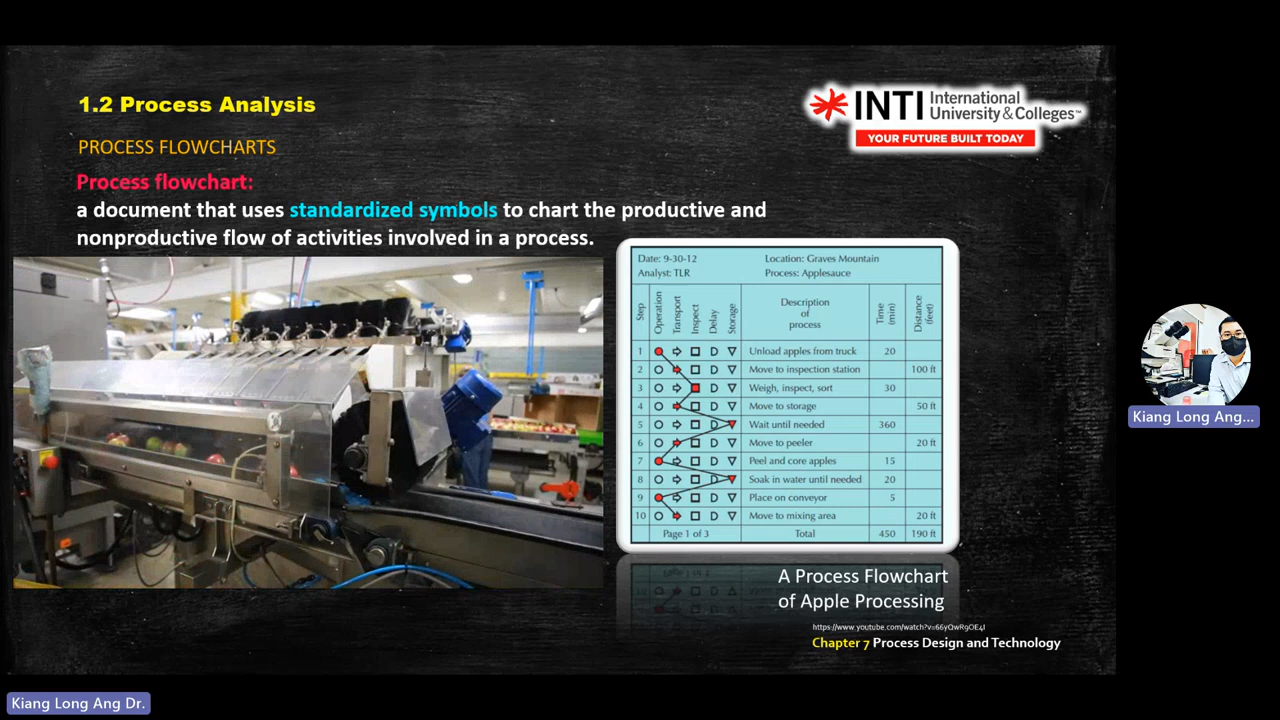 1.2 Process Analysis
INTI International
University & Colleges™
YOUR FUTURE BUILT TODAY
PROCESS FLOWCHARTS
Process flowchart:
a document that uses standardized symbols to chart the productive and
nonproductive flow of activities involved in a process.
Date: 9-30-12 Location: Graves Mountain
Analyst: TLR Process: Applesauce
Step Operation Transport Inspect Delay Storage Description of process Time (min) Distance (feet)
1 D Unload apples from truck 20
2 D Move to inspection station 100 ft
3 D Weigh, inspect, sort 30
4 D Move to storage 50 ft
5 D Wait until needed 360
6 D Move to peeler 20 ft
7 D Peel and core apples 15
8 D Soak in water until needed 20
9 D Place on conveyor 5
10 D Move to mixing area 20 ft
Page 1 of 3 Total 450 190 ft
A Process Flowchart
of Apple Processing
https://www.youtube.com/watch?v=66yQwR9OE4I
Chapter 7 Process Design and Technology
Kiang Long Ang...
Kiang Long Ang Dr.